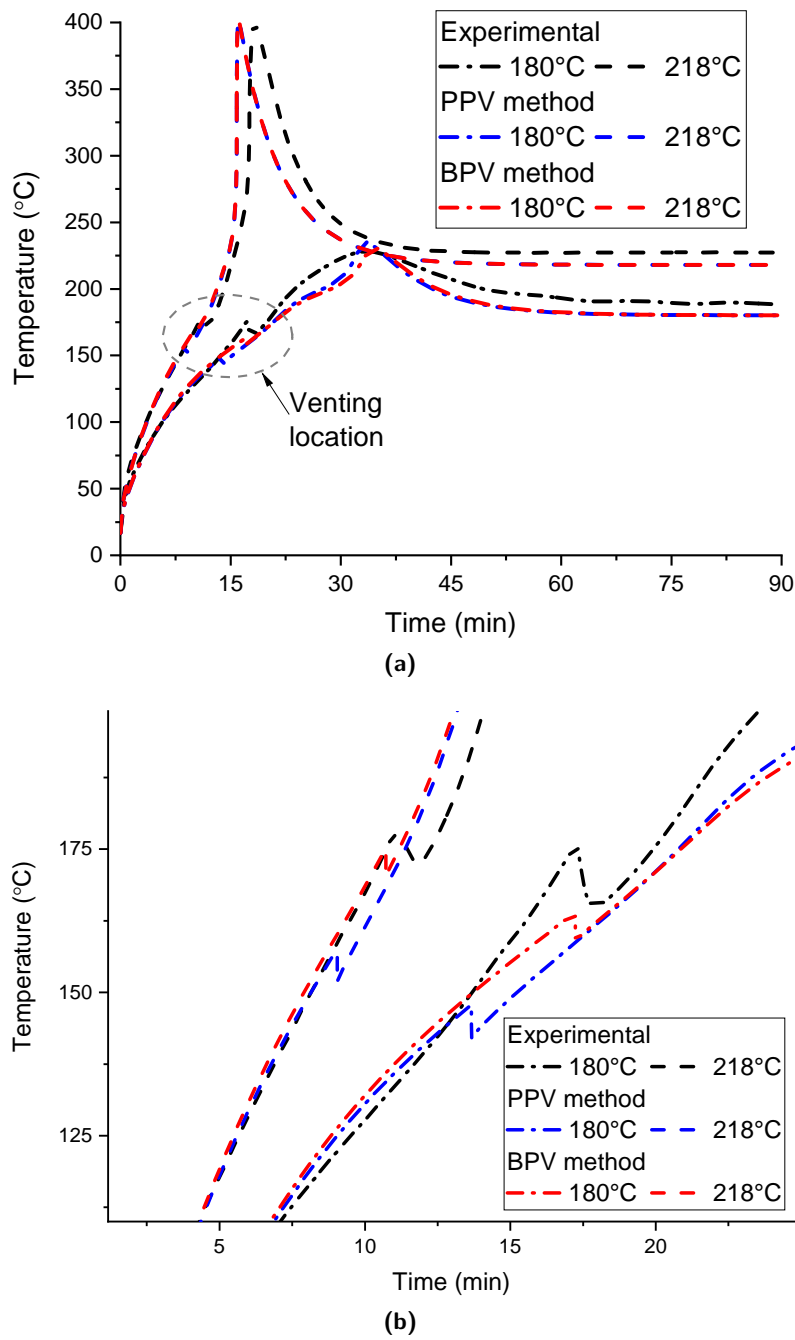 400
350
300
250
200
150
100
50
0
Temperature (°C)
Experimental
180°C 218°C
PPV method
180°C 218°C
BPV method
180°C 218°C
Venting
location
0 15 30 45 60 75 90
Time (min)
(a)
175
150
125
Temperature (°C)
Experimental
180°C 218°C
PPV method
180°C 218°C
BPV method
180°C 218°C
5 10 15 20
Time (min)
(b)